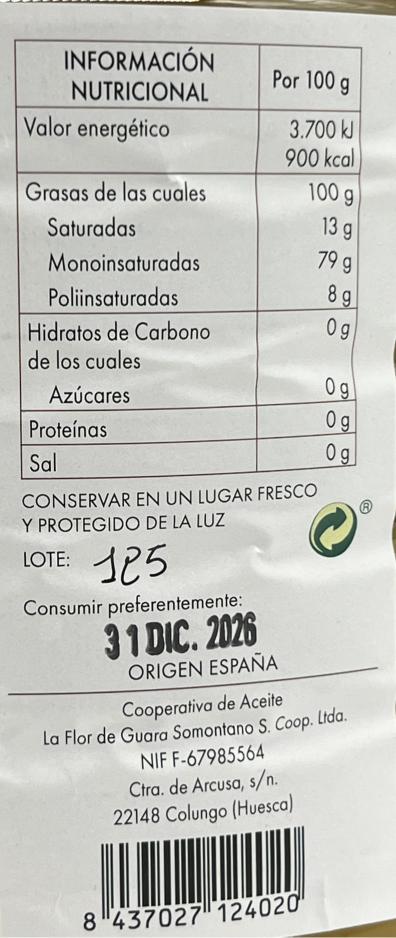 INFORMACIÓN
NUTRICIONAL
Por 100 g
Valor energético 3.700 kJ
900 kcal
Grasas de las cuales 100 g
Saturadas 13 g
Monoinsaturadas 79 g
Poliinsaturadas 8 g
Hidratos de Carbono 0 g
de los cuales
Azúcares 0 g
Proteínas 0 g
Sal 0 g
CONSERVAR EN UN LUGAR FRESCO
Y PROTEGIDO DE LA LUZ
®
LOTE:
Consumir preferentemente:
31 DIC. 2026
ORIGEN ESPAÑA
Cooperativa de Aceite
La Flor de Guara Somontano S. Coop. Ltda.
NIF F-67985564
Ctra. de Arcusa, s/n.
22148 Colungo (Huesca)
8 437027 124020